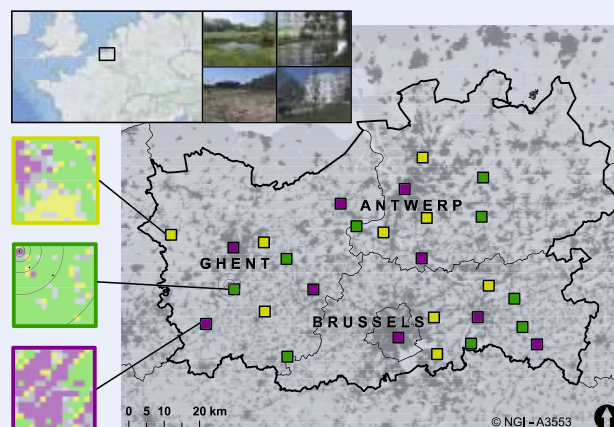 ANTWERP
GHENT
BRUSSELS
0 5 10 20 km
© NGI - A3553